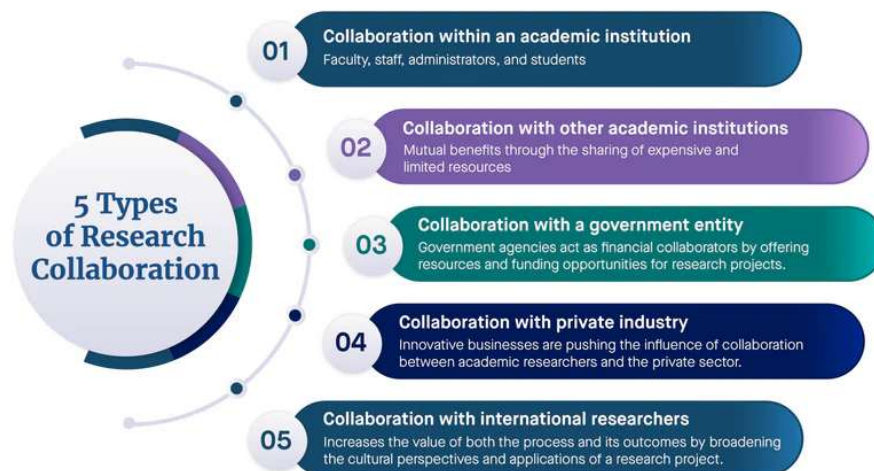 5 Types
of Research
Collaboration
01
Collaboration within an academic institution
Faculty, staff, administrators, and students
02
Collaboration with other academic institutions
Mutual benefits through the sharing of expensive and
limited resources
03
Collaboration with a government entity
Government agencies act as financial collaborators by offering
resources and funding opportunities for research projects.
04
Collaboration with private industry
Innovative businesses are pushing the influence of collaboration
between academic researchers and the private sector.
05
Collaboration with international researchers
Increases the value of both the process and its outcomes by broadening
the cultural perspectives and applications of a research project.